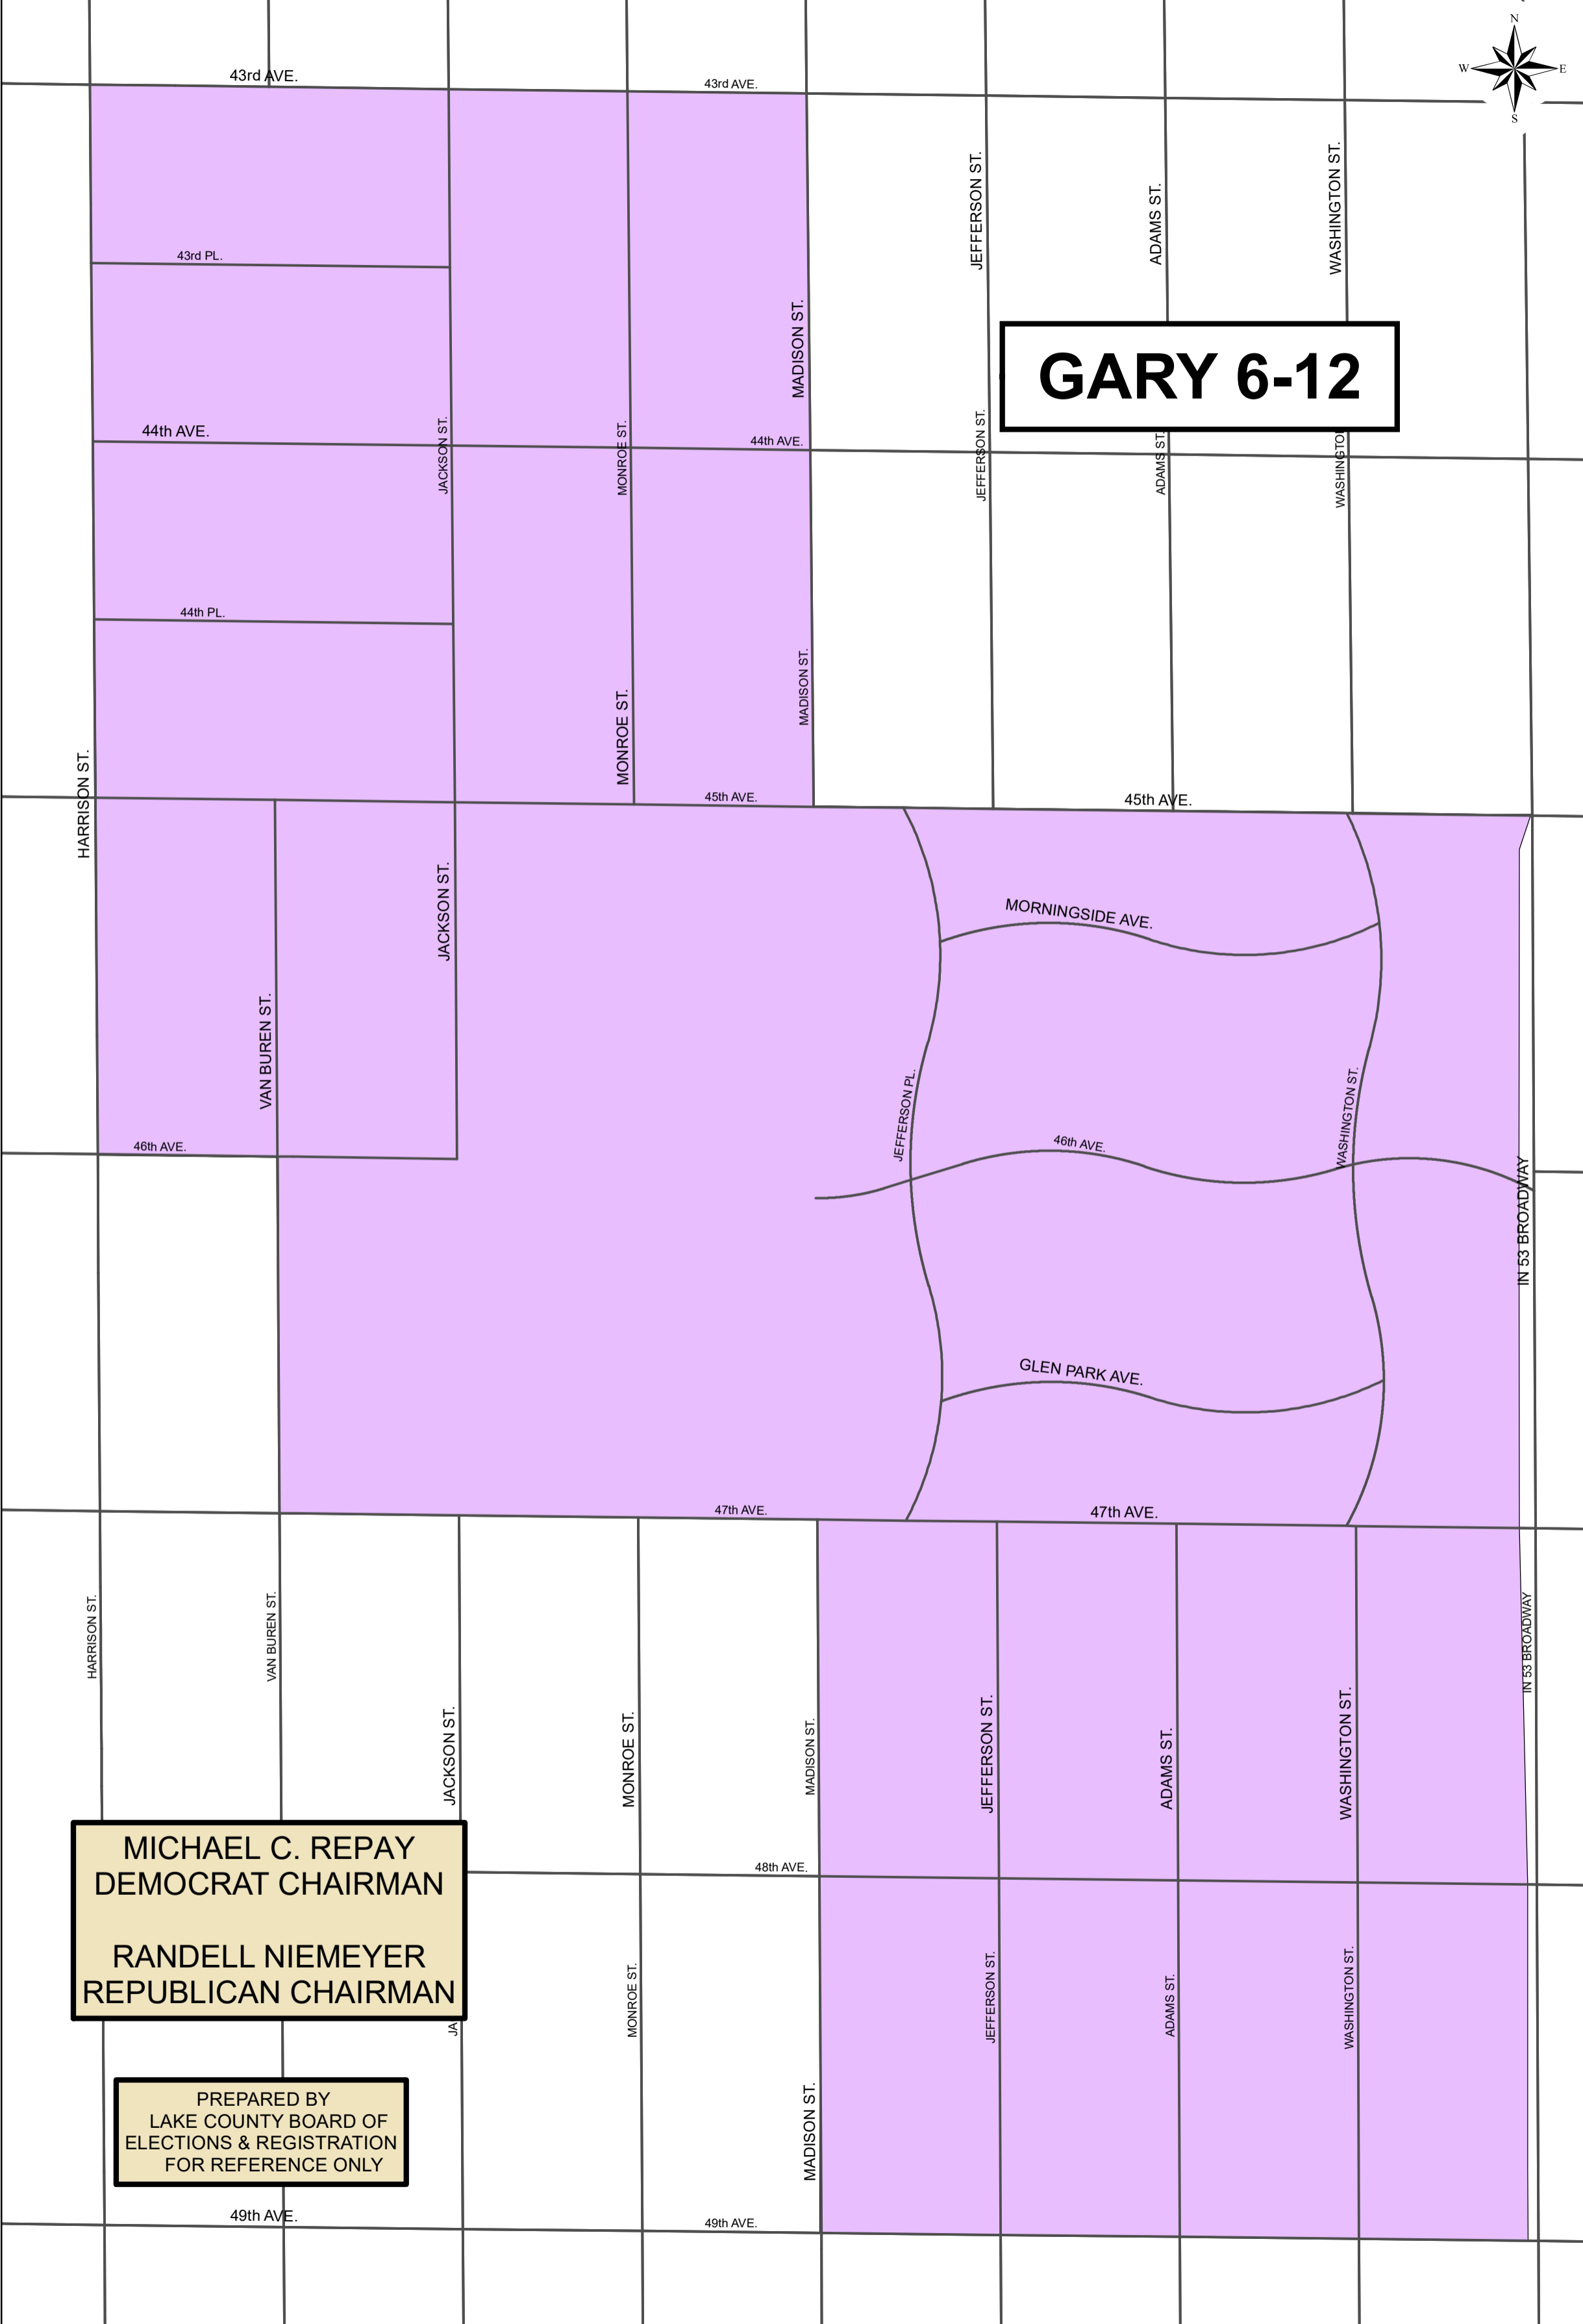 N
W
E
S
43rd AVE.
43rd AVE.
JEFFERSON ST.
ADAMS ST.
WASHINGTON ST.
43rd PL.
MADISON ST.
GARY 6-12
44th AVE.
JACKSON ST.
MONROE ST.
44th AVE.
JEFFERSON ST.
ADAMS ST.
44th PL.
MADISON ST.
MONROE ST.
HARRISON ST.
45th AVE.
45th AVE.
JACKSON ST.
MORNINGSIDE AVE.
VAN BUREN ST.
JEFFERSON PL.
WASHINGTON ST.
46th AVE.
46th AVE.
IN 53 BROADWAY
GLEN PARK AVE.
47th AVE.
47th AVE.
HARRISON ST.
VAN BUREN ST.
IN 53 BROADWAY
JACKSON ST.
MONROE ST.
MADISON ST.
JEFFERSON ST.
ADAMS ST.
WASHINGTON ST.
MICHAEL C. REPAY
DEMOCRAT CHAIRMAN
RANDELL NIEMEYER
REPUBLICAN CHAIRMAN
48th AVE.
MONROE ST.
JEFFERSON ST.
ADAMS ST.
WASHINGTON ST.
PREPARED BY
LAKE COUNTY BOARD OF
ELECTIONS & REGISTRATION
FOR REFERENCE ONLY
MADISON ST.
49th AVE.
49th AVE.